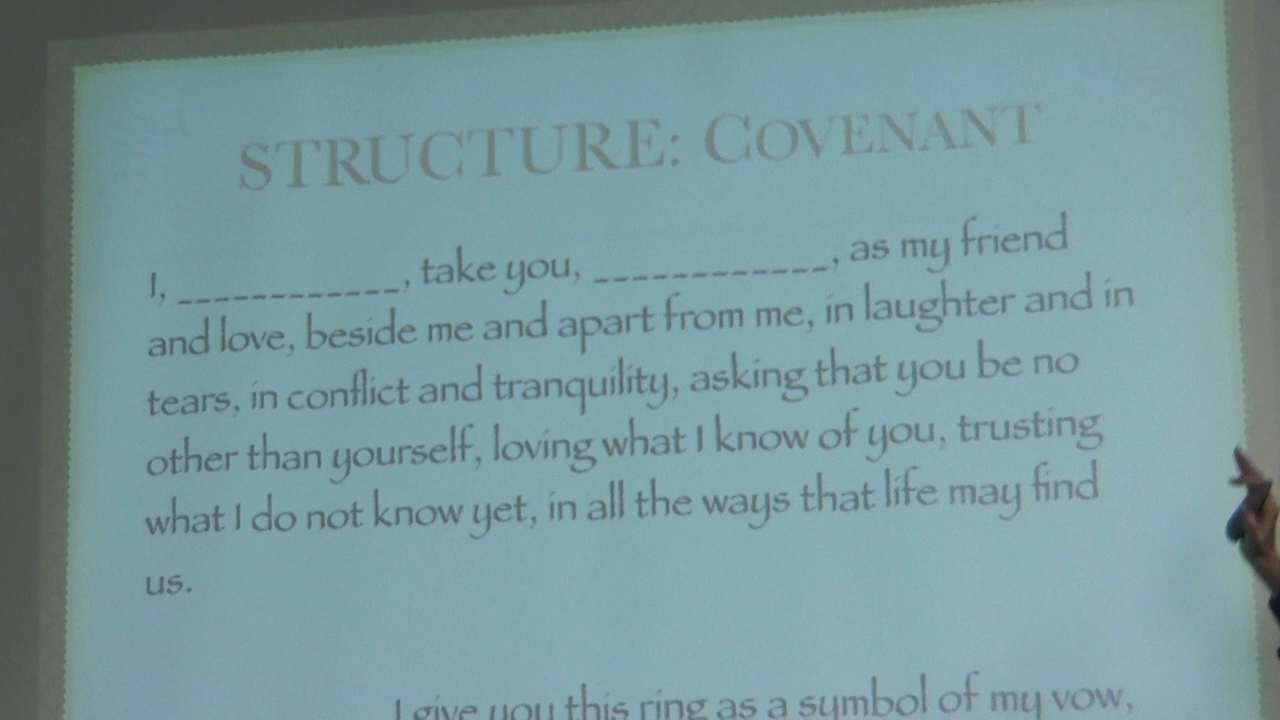 STRUCTURE: COVENANT
I, ____________, take you, ____________, as my friend
and love, beside me and apart from me, in laughter and in
tears, in conflict and tranquility, asking that you be no
other than yourself, loving what I know of you, trusting
what I do not know yet, in all the ways that life may find
us.
I give you this ring as a symbol of my vow,